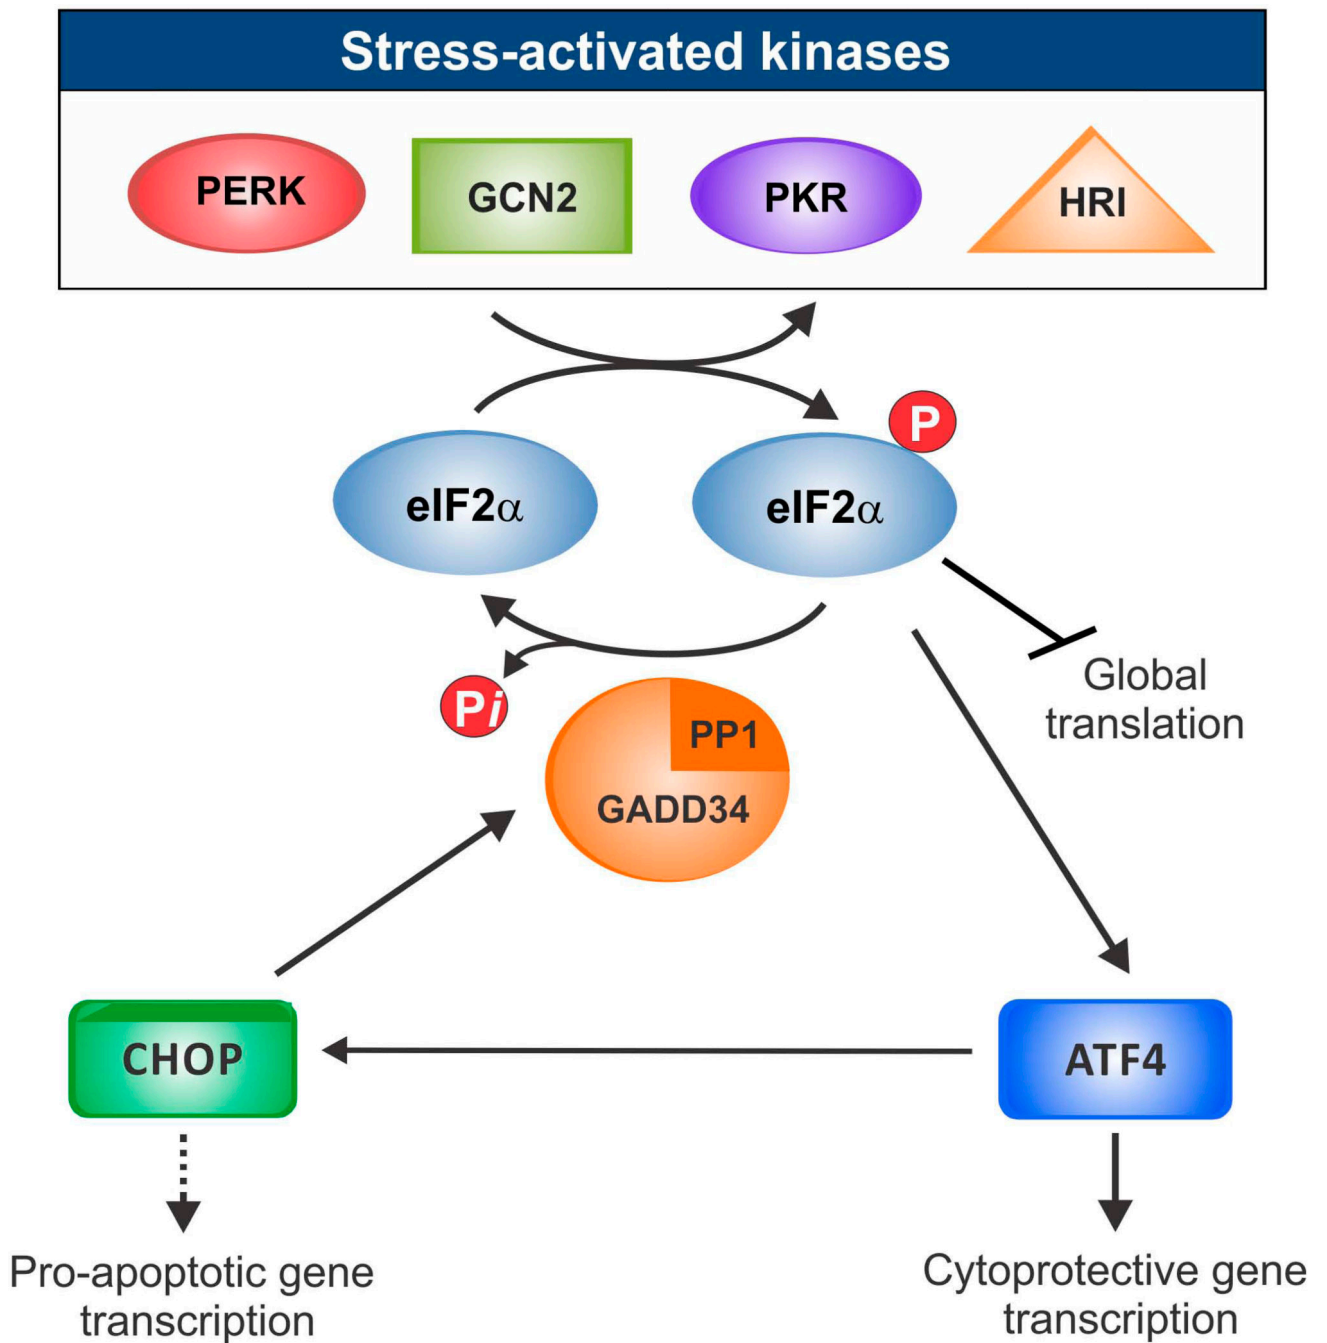 Stress-activated kinases
PERK
GCN2
PKR
HRI
P
eIF2α
eIF2α
Global
translation
Pi
PP1
GADD34
CHOP
ATF4
Pro-apoptotic gene
transcription
Cytoprotective gene
transcription